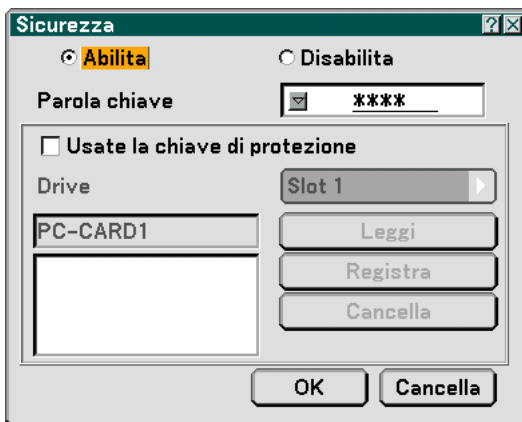 Sicurezza
Abilita Disabilita
Parola chiave ****
Usate la chiave di protezione
Drive Slot 1
PC-CARD1 Leggi
Registra
Cancella
OK Cancella